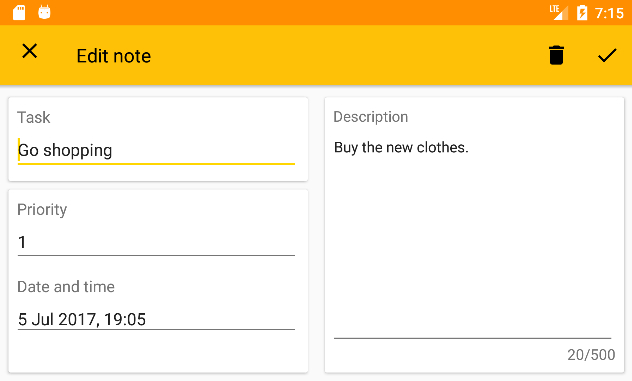 LTE 7:15
Edit note
Task
Go shopping
Priority
1
Date and time
5 Jul 2017, 19:05
Description
Buy the new clothes.
20/500